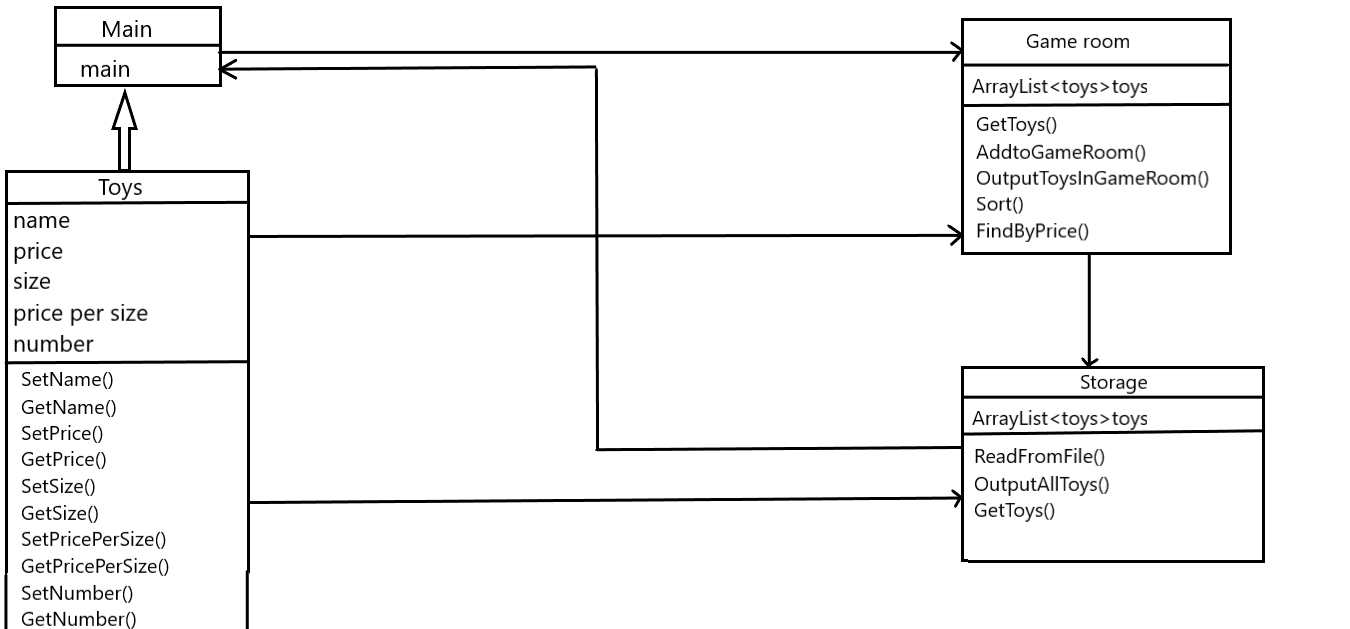 Main
main
Toys
name
price
size
price per size
number
SetName()
GetName()
SetPrice()
GetPrice()
SetSize()
GetSize()
SetPricePerSize()
GetPricePerSize()
SetNumber()
GetNumber()
Game room
ArrayList<toys>toys
GetToys()
AddtoGameRoom()
OutputToysInGameRoom()
Sort()
FindByPrice()
Storage
ArrayList<toys>toys
ReadFromFile()
OutputAllToys()
GetToys()